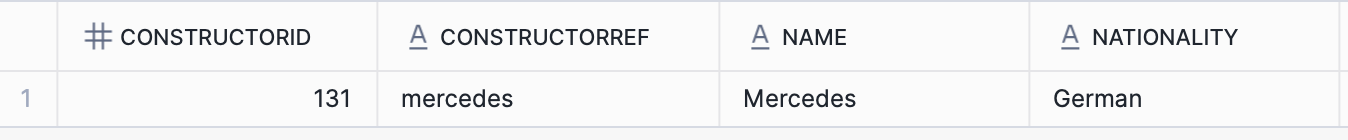 CONSTRUCTORID CONSTRUCTORREF NAME NATIONALITY
1 131 mercedes Mercedes German